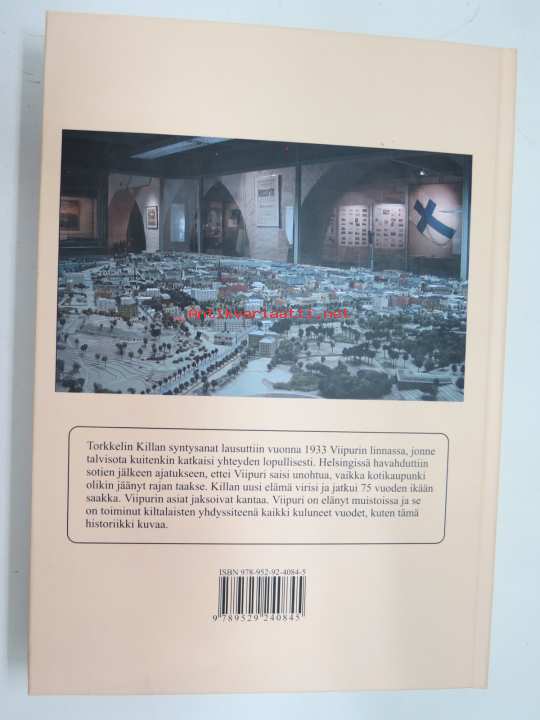 antikvariaatti.net
Torkkelin Killan syntysanat lausuttiin vuonna 1933 Viipurin linnassa, jonne
talvisota kuitenkin katkaisi yhteyden lopullisesti. Helsingissä havahduttiin
sotien jälkeen ajatukseen, ettei Viipuri saisi unohtua, vaikka kotikaupunki
olikin jäänyt rajan taakse. Killan uusi elämä virisi ja jatkui 75 vuoden ikään
saakka. Viipurin asiat jaksoivat kantaa. Viipuri on elänyt muistoissa ja se
on toiminut kiltalaisten yhdyssiteenä kaikki kuluneet vuodet, kuten tämä
historiikki kuvaa.
ISBN 978-952-92-4084-5
9 789529 240845